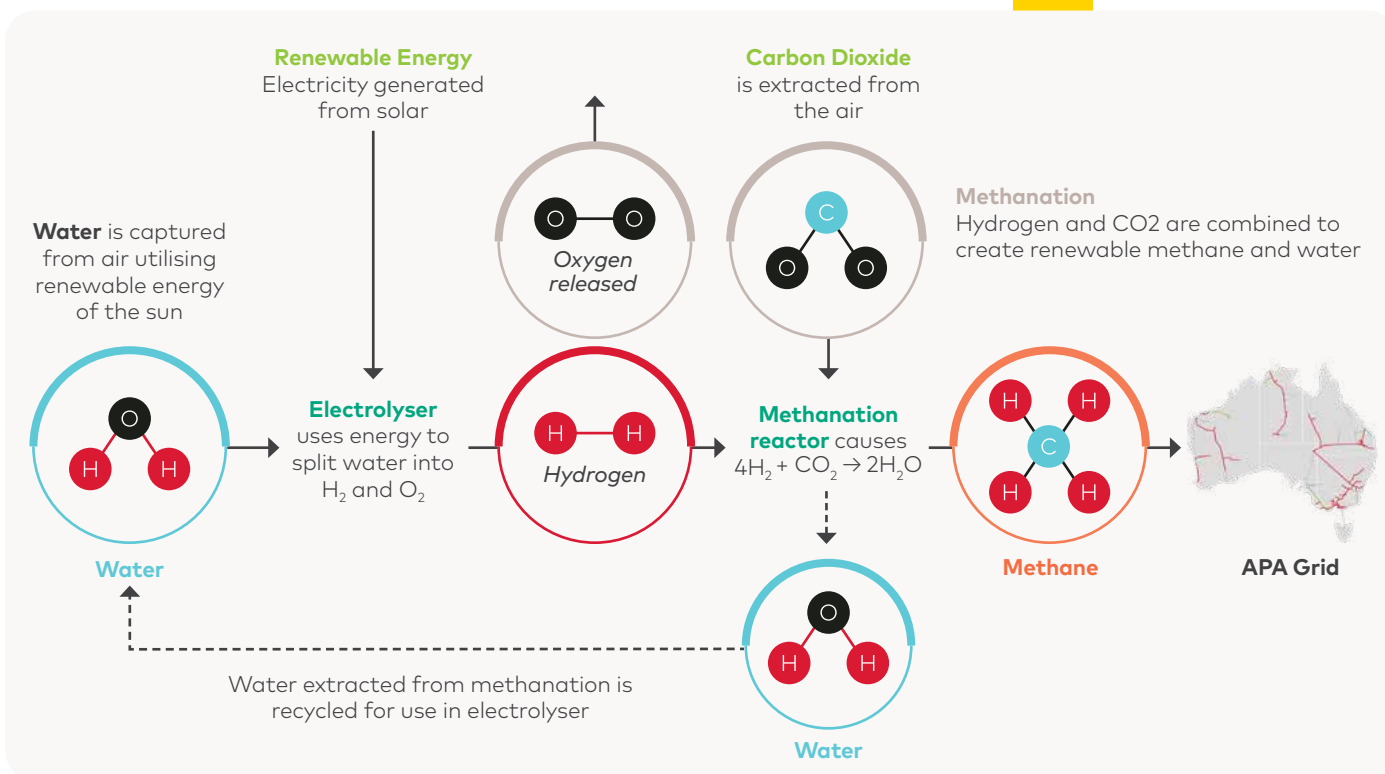 Renewable Energy
Electricity generated
from solar
Carbon Dioxide
is extracted from
the air
Methanation
Hydrogen and CO2 are combined to
create renewable methane and water
Water is captured
from air utilising
renewable energy
of the sun
O O
Oxygen
released
C
O O
O
H H
Water
Electrolyser
uses energy to
split water into
H₂ and O₂
H H
Hydrogen
Methanation
reactor causes
4H₂ + CO₂ → 2H₂O
H H
C
H H
Methane
APA Grid
O
H H
Water
Water extracted from methanation is
recycled for use in electrolyser